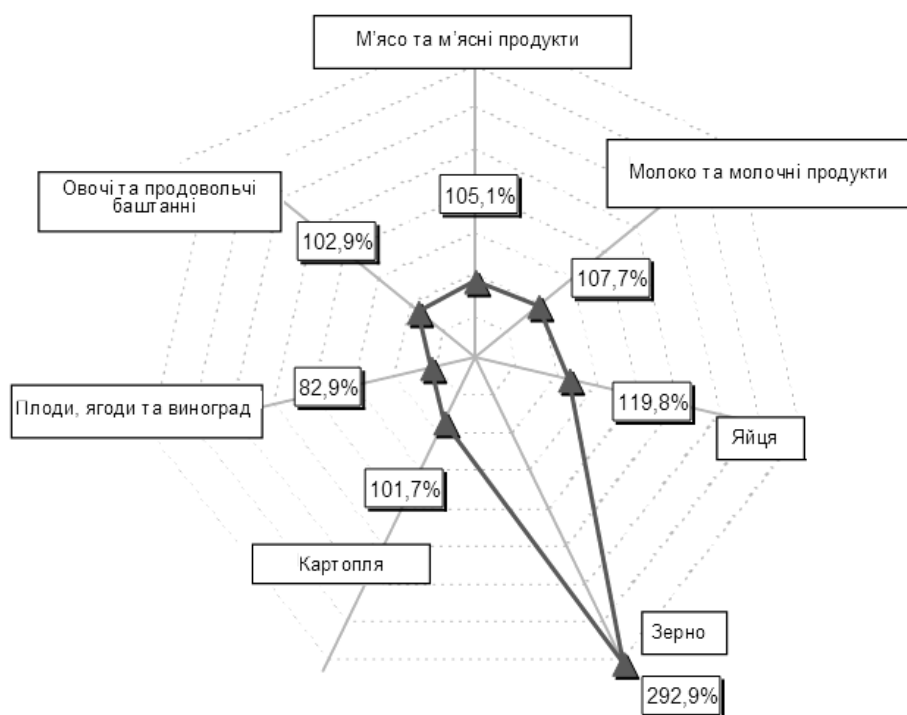 М'ясо та м'ясні продукти
Молоко та молочні продукти
Овочі та продовольчі
баштанні
105,1%
102,9%
107,7%
82,9%
119,8%
Плоди, ягоди та виноград
Яйця
101,7%
Картопля
Зерно
292,9%